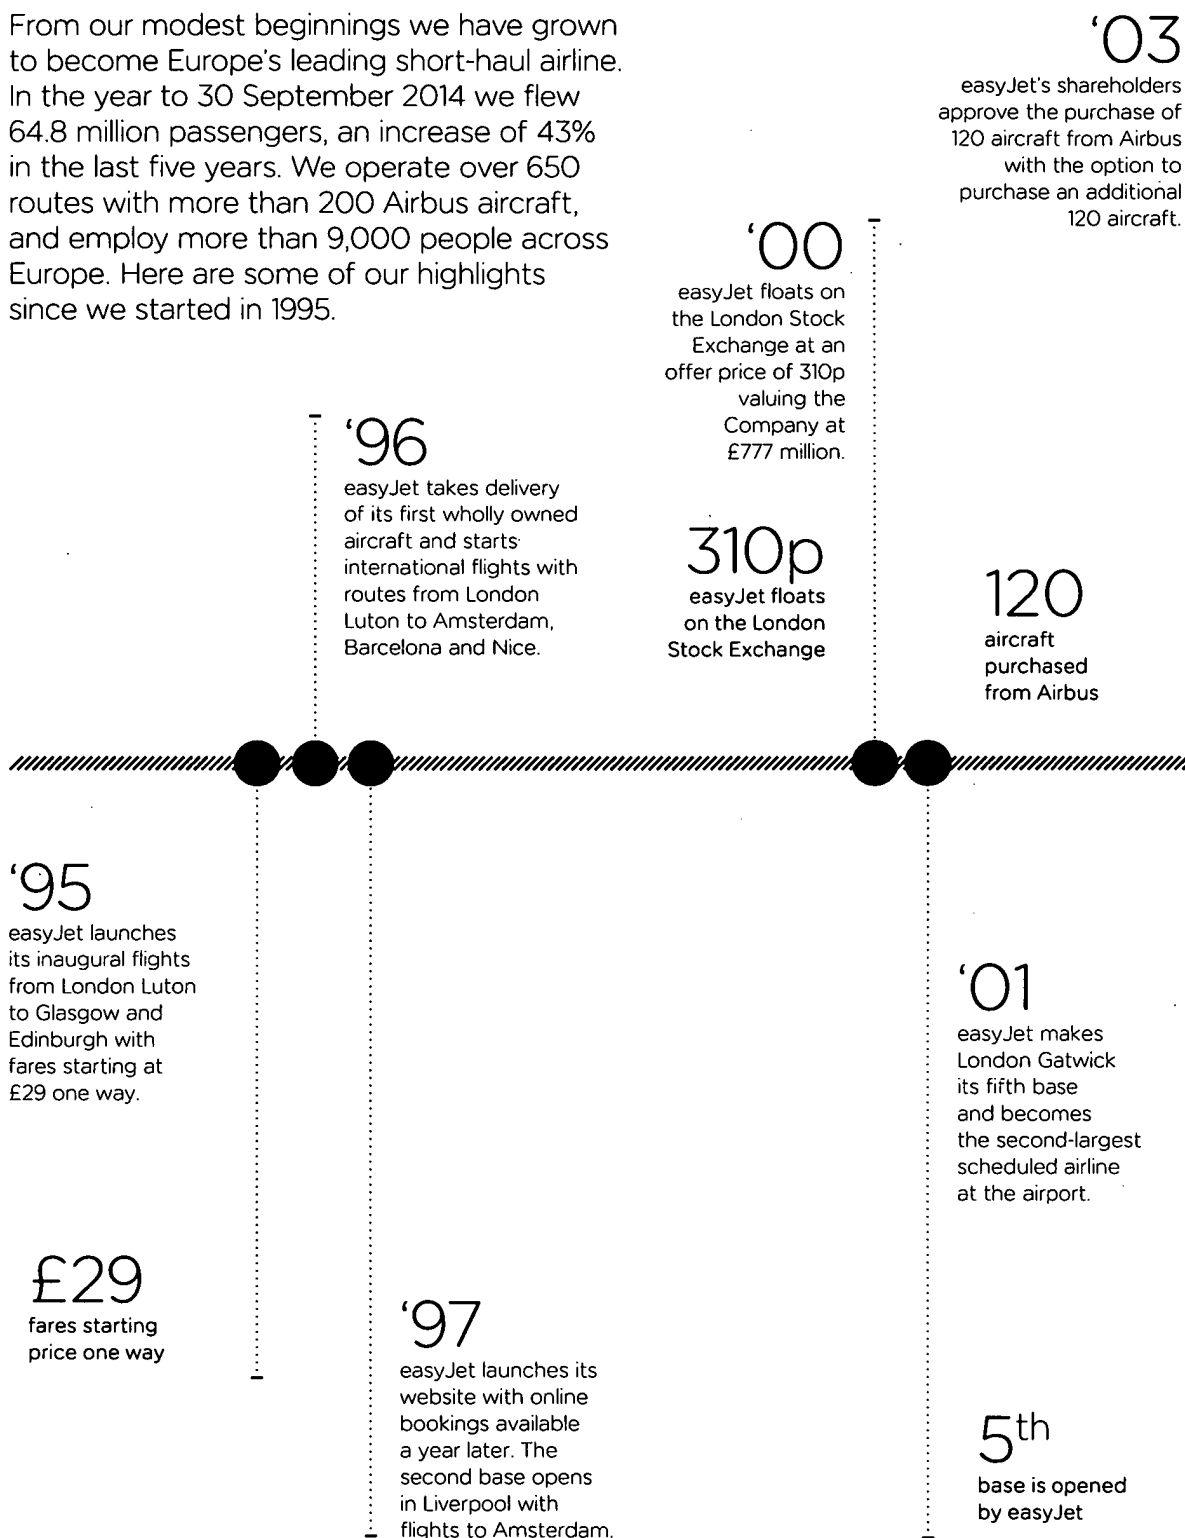 From our modest beginnings we have grown
to become Europe's leading short-haul airline.
In the year to 30 September 2014 we flew
64.8 million passengers, an increase of 43%
in the last five years. We operate over 650
routes with more than 200 Airbus aircraft,
and employ more than 9,000 people across
Europe. Here are some of our highlights
since we started in 1995.
'03
easyJet's shareholders
approve the purchase of
120 aircraft from Airbus
with the option to
purchase an additional
120 aircraft.
'00
easyJet floats on
the London Stock
Exchange at an
offer price of 310p
valuing the
Company at
£777 million.
'96
easyJet takes delivery
of its first wholly owned
aircraft and starts
international flights with
routes from London
Luton to Amsterdam,
Barcelona and Nice.
310p
easyJet floats
on the London
Stock Exchange
120
aircraft
purchased
from Airbus
'95
easyJet launches
its inaugural flights
from London Luton
to Glasgow and
Edinburgh with
fares starting at
£29 one way.
'01
easyJet makes
London Gatwick
its fifth base
and becomes
the second-largest
scheduled airline
at the airport.
£29
fares starting
price one way
'97
easyJet launches its
website with online
bookings available
a year later. The
second base opens
in Liverpool with
flights to Amsterdam.
5th
base is opened
by easyJet